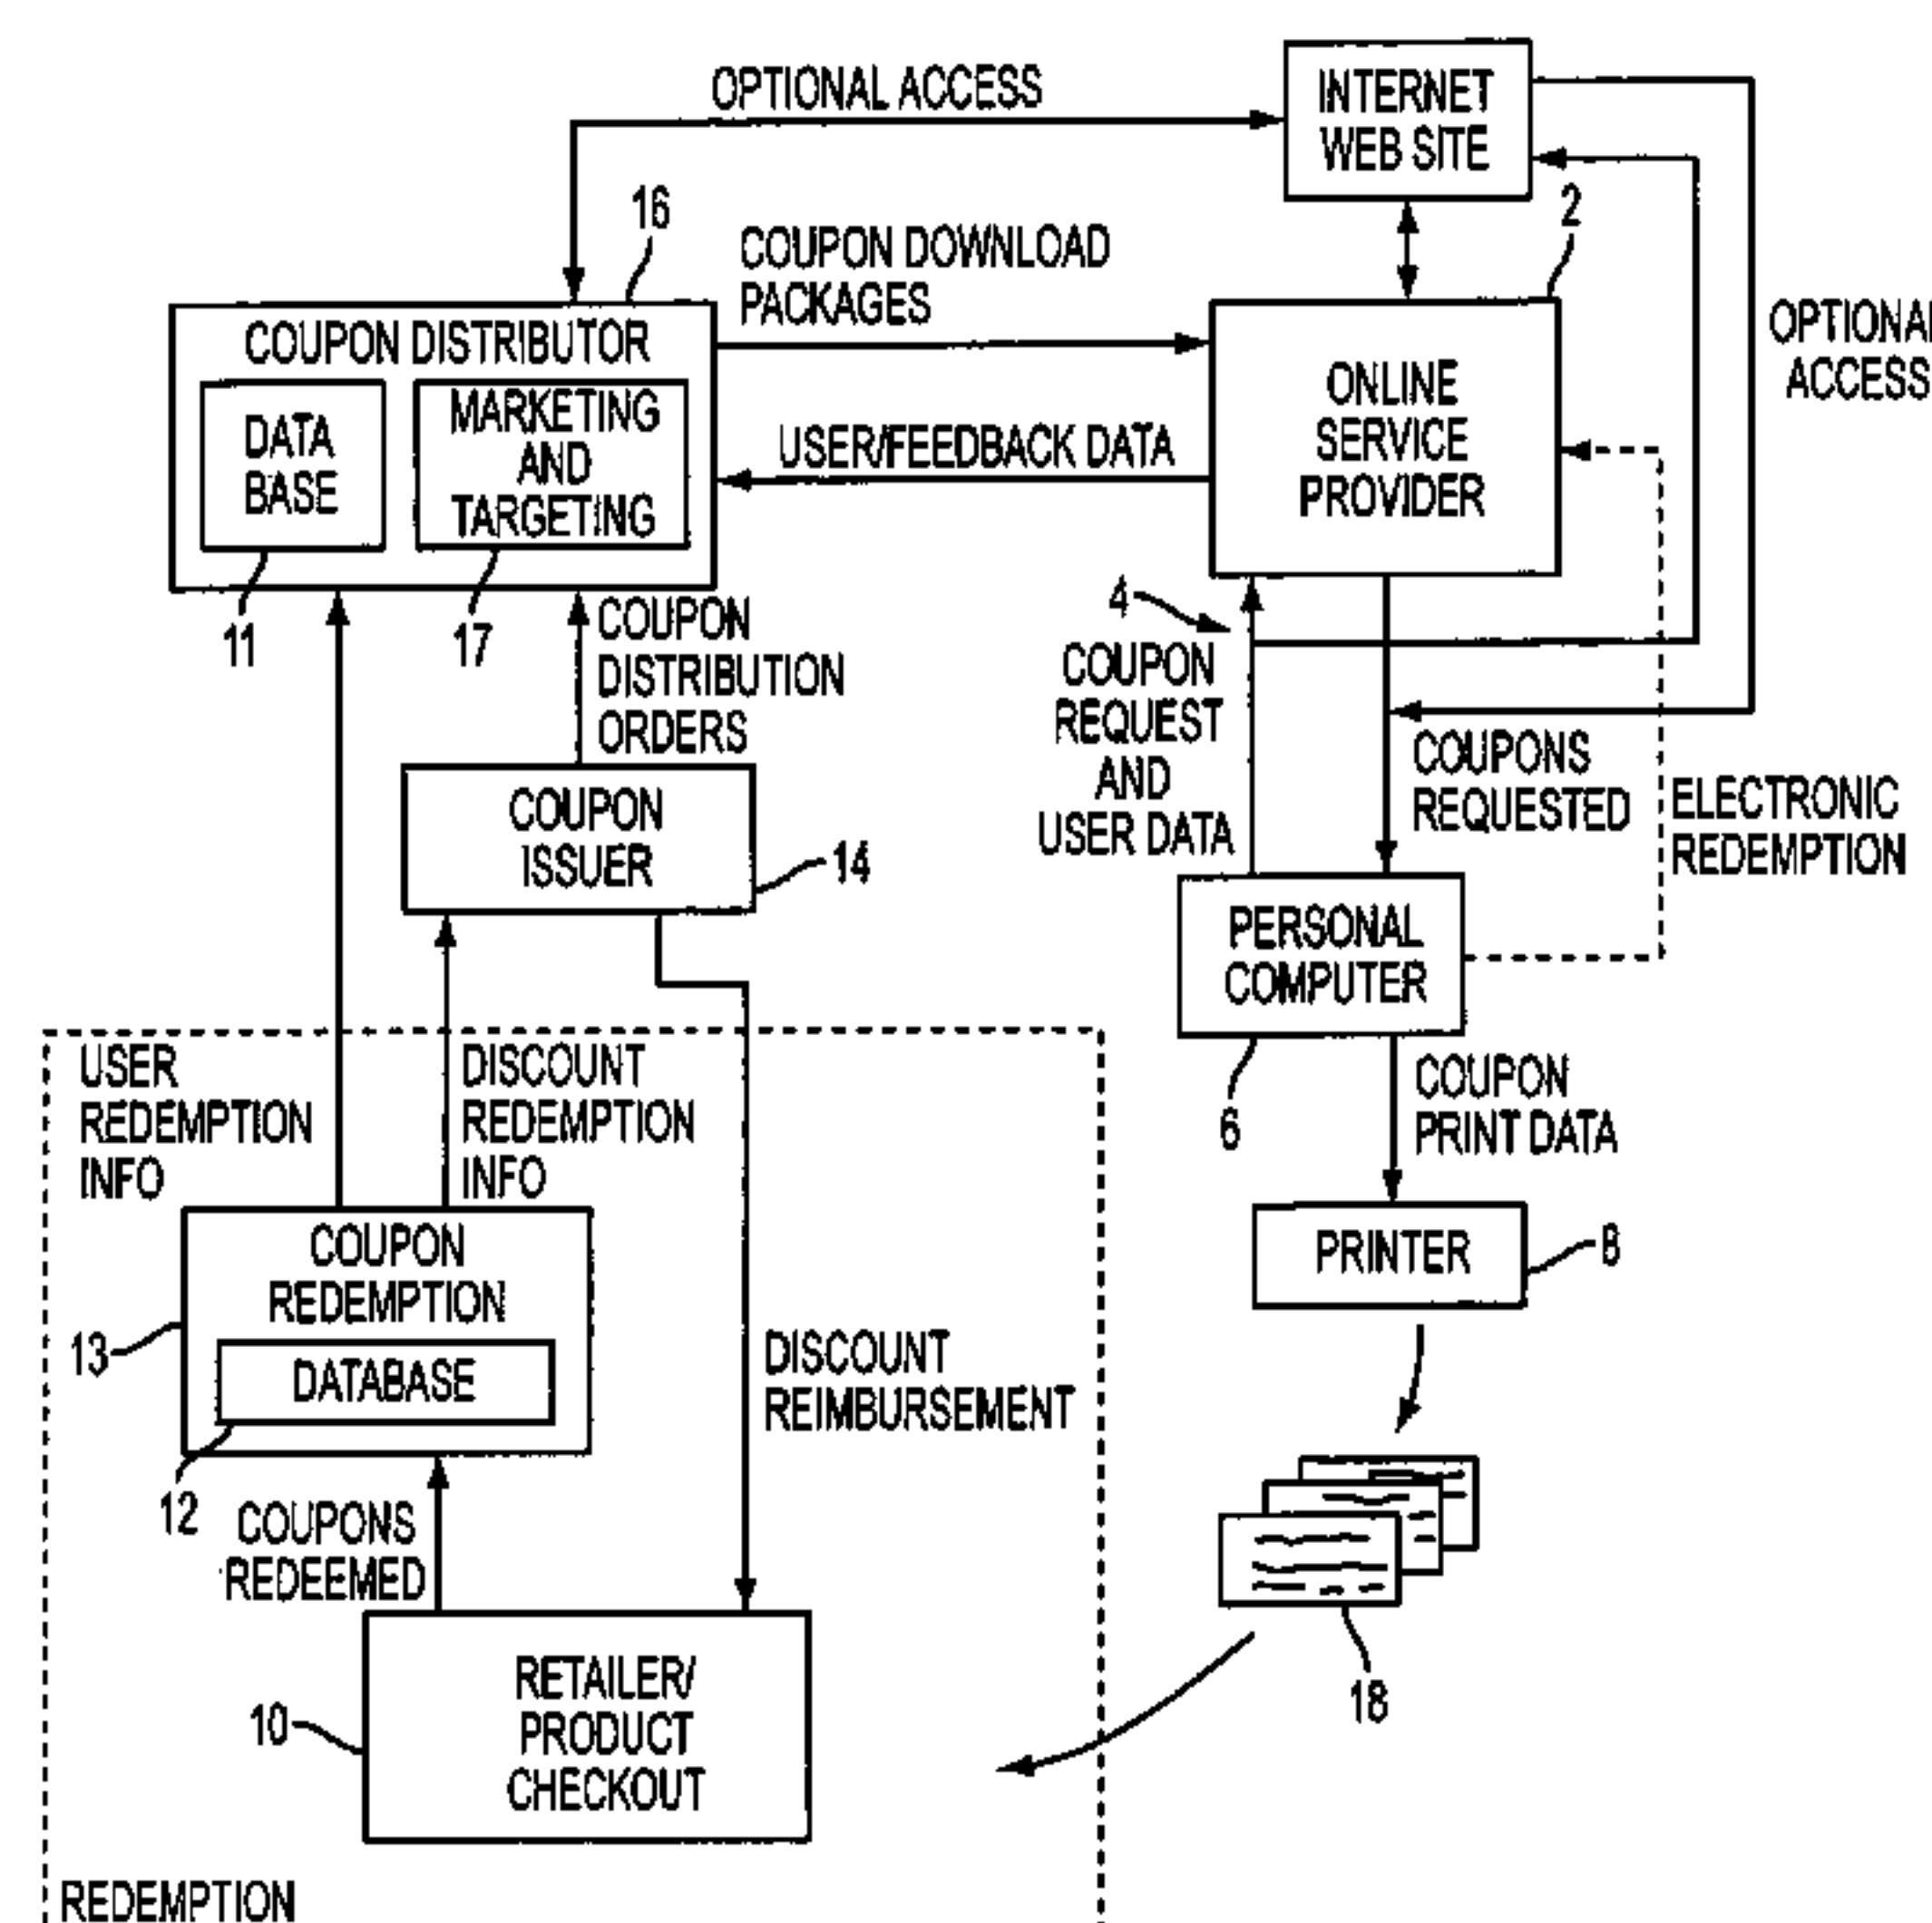 OPTIONAL ACCESS
INTERNET
WEB SITE
16
COUPON DOWNLOAD
PACKAGES
2
OPTIONAL
ACCESS
COUPON DISTRIBUTOR
DATA
BASE
MARKETING
AND
TARGETING
USER/FEEDBACK DATA
ONLINE
SERVICE
PROVIDER
11
17
COUPON
DISTRIBUTION
ORDERS
4
COUPON
REQUEST
AND
USER DATA
COUPONS
REQUESTED
ELECTRONIC
REDEMPTION
COUPON
ISSUER
14
PERSONAL
COMPUTER
6
USER
REDEMPTION
INFO
DISCOUNT
REDEMPTION
INFO
COUPON
PRINT DATA
PRINTER
8
COUPON
REDEMPTION
DATABASE
13
12
DISCOUNT
REIMBURSEMENT
COUPONS
REDEEMED
18
RETAILER/
PRODUCT
CHECKOUT
10
REDEMPTION